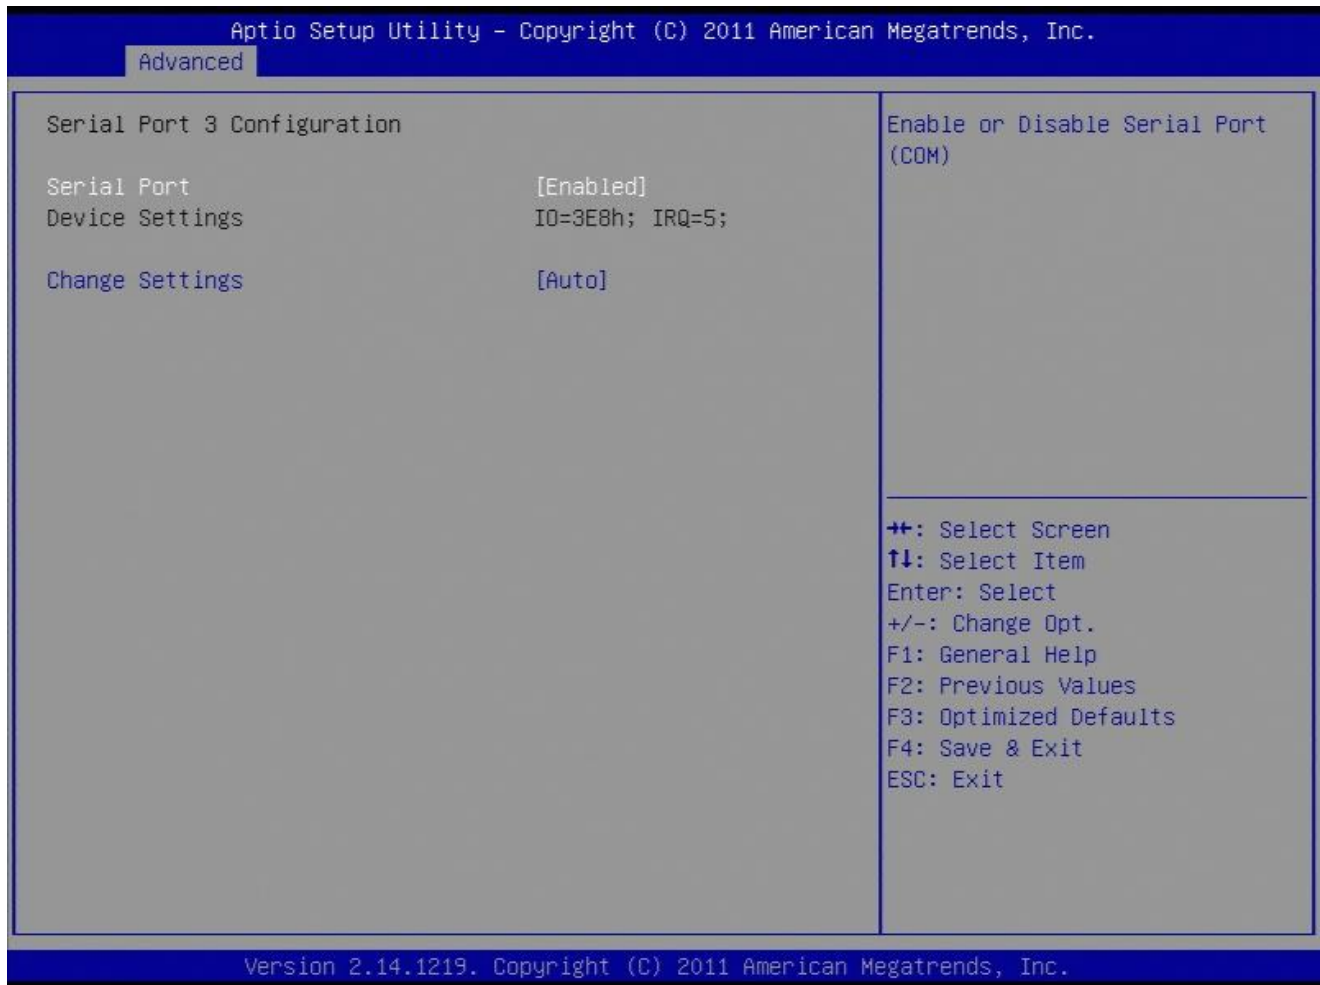 Aptio Setup Utility – Copyright (C) 2011 American Megatrends, Inc.
Advanced
Serial Port 3 Configuration
Serial Port [Enabled]
Device Settings IO=3E8h; IRQ=5;
Change Settings [Auto]
Enable or Disable Serial Port
(COM)
→←: Select Screen
↑↓: Select Item
Enter: Select
+/-: Change Opt.
F1: General Help
F2: Previous Values
F3: Optimized Defaults
F4: Save & Exit
ESC: Exit
Version 2.14.1219. Copyright (C) 2011 American Megatrends, Inc.